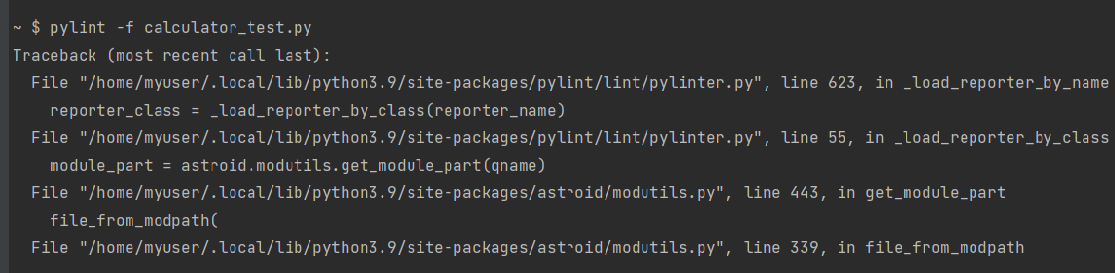 ~ $ pylint -f calculator_test.py
Traceback (most recent call last):
  File "/home/myuser/.local/lib/python3.9/site-packages/pylint/lint/pylinter.py", line 623, in _load_reporter_by_name
    reporter_class = _load_reporter_by_class(reporter_name)
  File "/home/myuser/.local/lib/python3.9/site-packages/pylint/lint/pylinter.py", line 55, in _load_reporter_by_class
    module_part = astroid.modutils.get_module_part(qname)
  File "/home/myuser/.local/lib/python3.9/site-packages/astroid/modutils.py", line 443, in get_module_part
    file_from_modpath(
  File "/home/myuser/.local/lib/python3.9/site-packages/astroid/modutils.py", line 339, in file_from_modpath